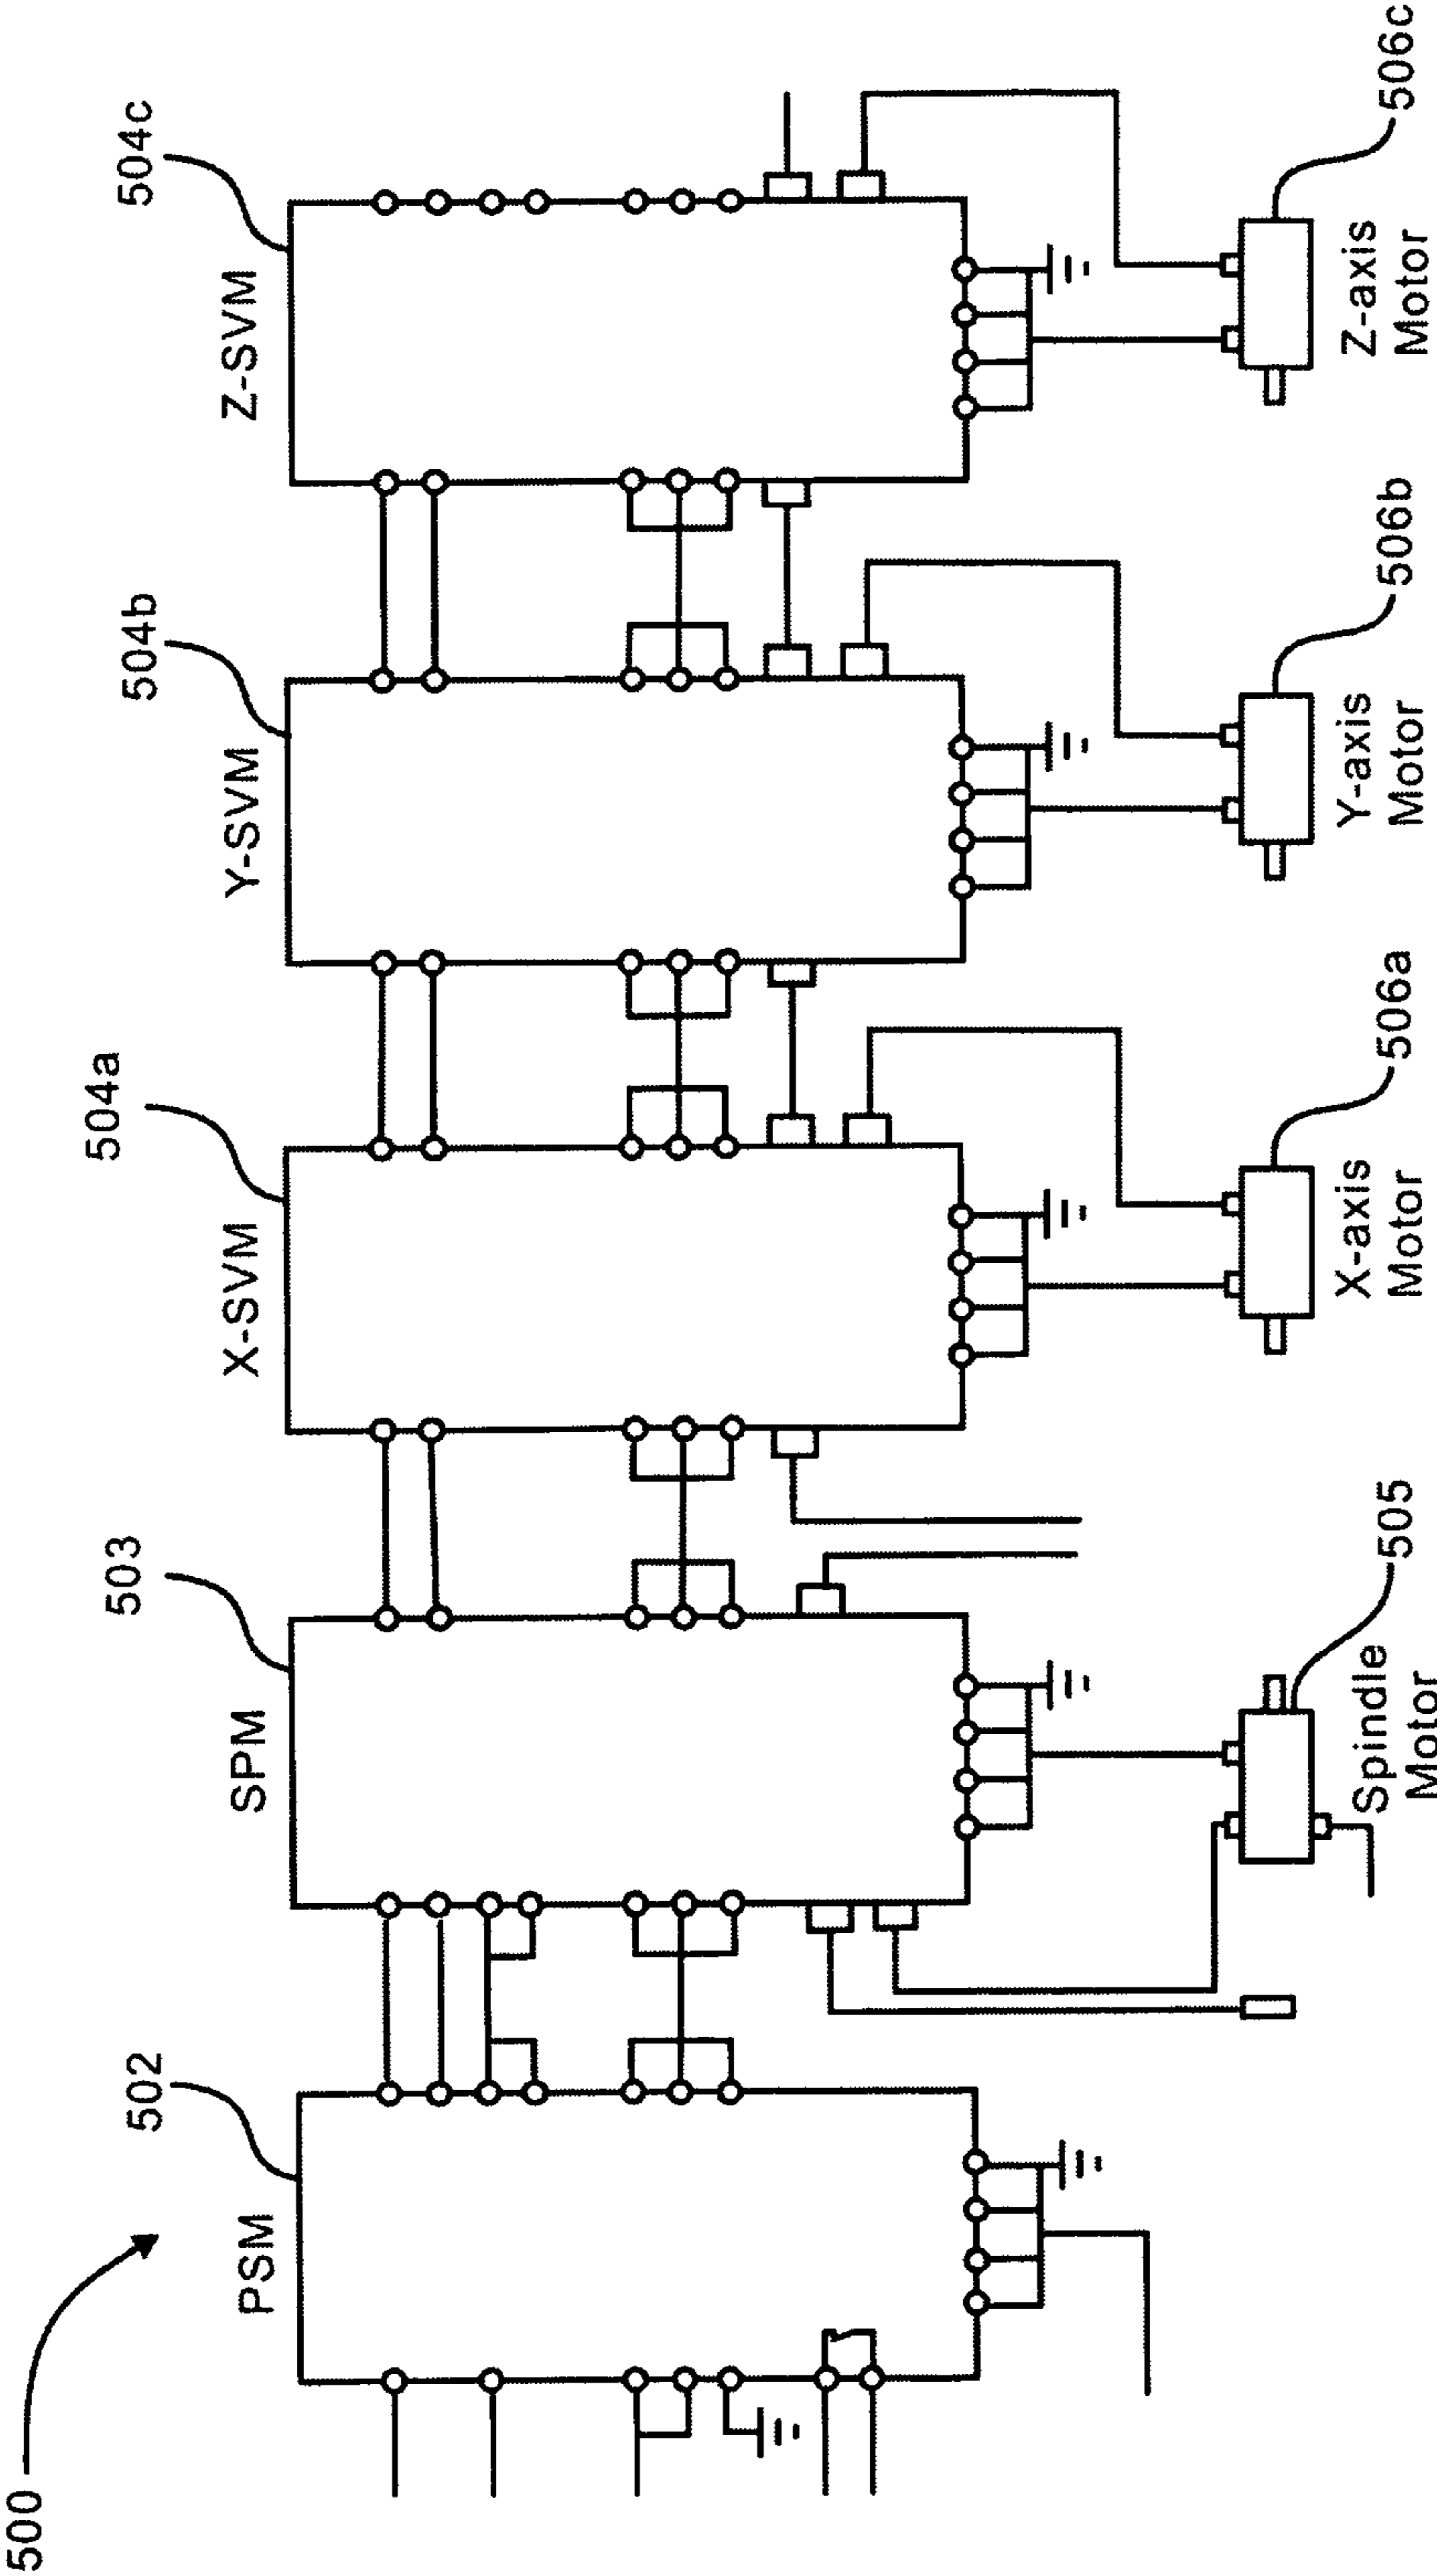 500
502
503
504a
504b
504c
PSM
SPM
X-SVM
Y-SVM
Z-SVM
505
506a
506b
506c
Spindle
Motor
X-axis
Motor
Y-axis
Motor
Z-axis
Motor